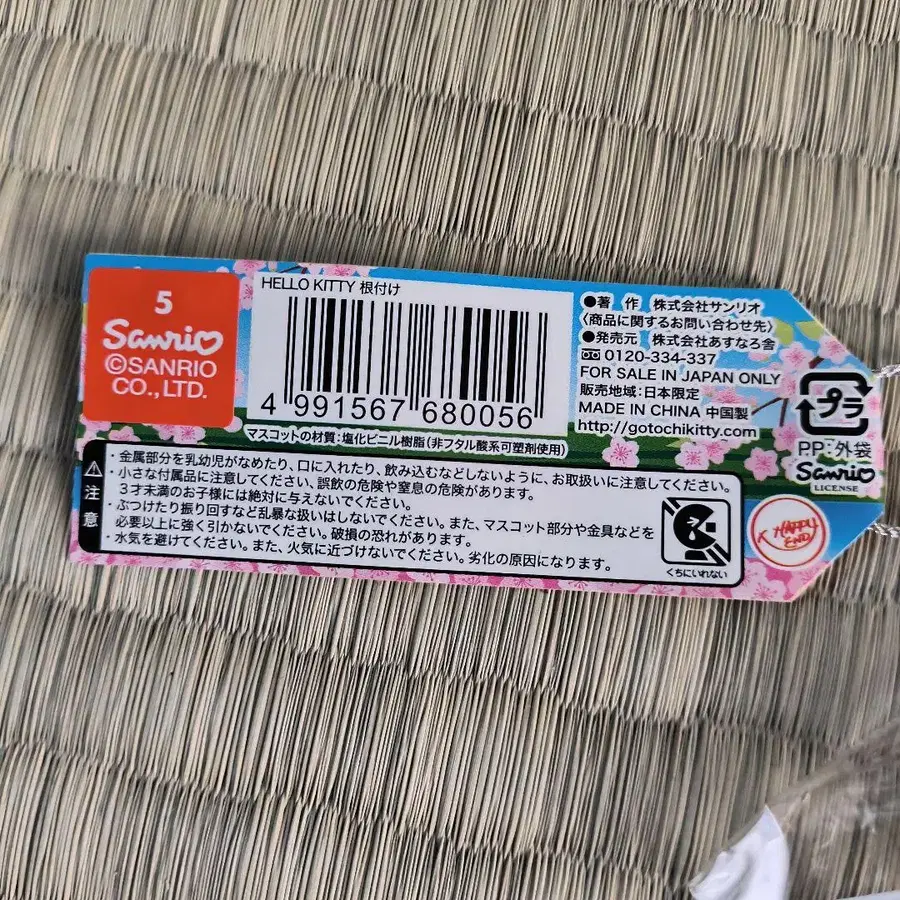 5
Sanrio
©SANRIO
CO.,LTD.
HELLO KITTY 根付け
4 991567 680056
マスコットの材質:塩化ビニル樹脂(非フタル酸系可塑剤使用)
●著 作 株式会社サンリオ
〈商品に関するお問い合わせ先〉
●発売元 株式会社あすなろ舎
0120-334-337
FOR SALE IN JAPAN ONLY
販売地域:日本限定
MADE IN CHINA 中国製
http://gotochikitty.com
プラ
PP:外袋
Sanrio
LICENSE
HAPPY
END
注意
・金属部分を乳幼児がなめたり、口に入れたり、飲み込むなどしないように、お取扱いに注意してください。
・小さな付属品に注意してください、誤飲の危険や窒息の危険があります。
3才未満のお子様には絶対に与えないでください。
・ぶつけたり振り回すなど乱暴な扱いはしないでください。また、マスコット部分や金具などを
必要以上に強く引かないでください。破損の恐れがあります。
・水気を避けてください。また、火気に近づけないでください。劣化の原因になります。
くちにいれない